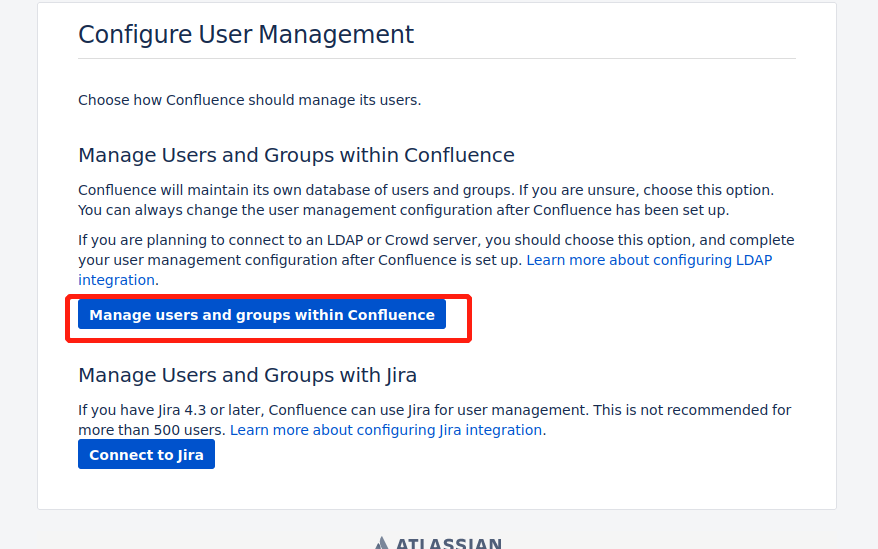 Configure User Management
Choose how Confluence should manage its users.
Manage Users and Groups within Confluence
Confluence will maintain its own database of users and groups. If you are unsure, choose this option.
You can always change the user management configuration after Confluence has been set up.
If you are planning to connect to an LDAP or Crowd server, you should choose this option, and complete
your user management configuration after Confluence is set up. Learn more about configuring LDAP
integration.
Manage users and groups within Confluence
Manage Users and Groups with Jira
If you have Jira 4.3 or later, Confluence can use Jira for user management. This is not recommended for
more than 500 users. Learn more about configuring Jira integration.
Connect to Jira
ATLASSIAN